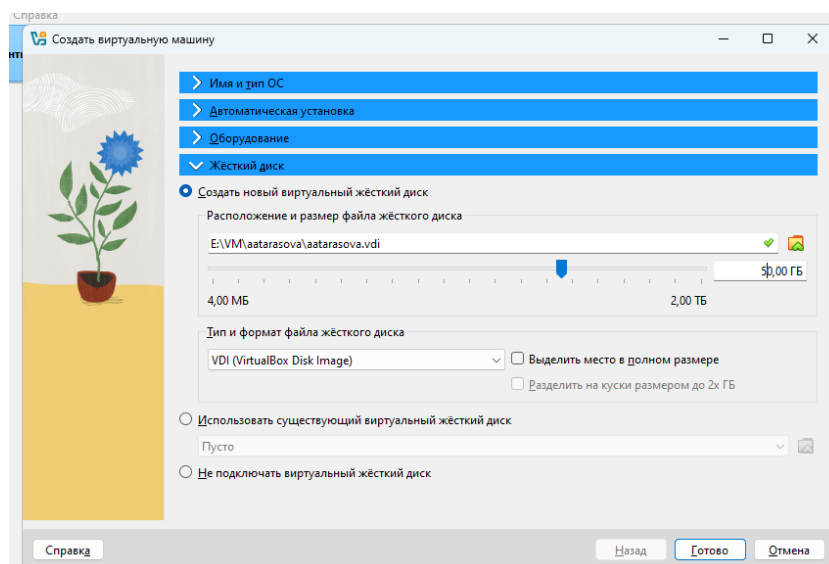 Справка
Создать виртуальную машину
Имя и тип ОС
Автоматическая установка
Оборудование
Жёсткий диск
Создать новый виртуальный жёсткий диск
Расположение и размер файла жёсткого диска
E:\VM\aatarasova\aatarasova.vdi
50,00 ГБ
4,00 МБ 2,00 ТБ
Тип и формат файла жёсткого диска
VDI (VirtualBox Disk Image) Выделить место в полном размере
Разделить на куски размером до 2х ГБ
Использовать существующий виртуальный жёсткий диск
Пусто
Не подключать виртуальный жёсткий диск
Справка Назад Готово Отмена